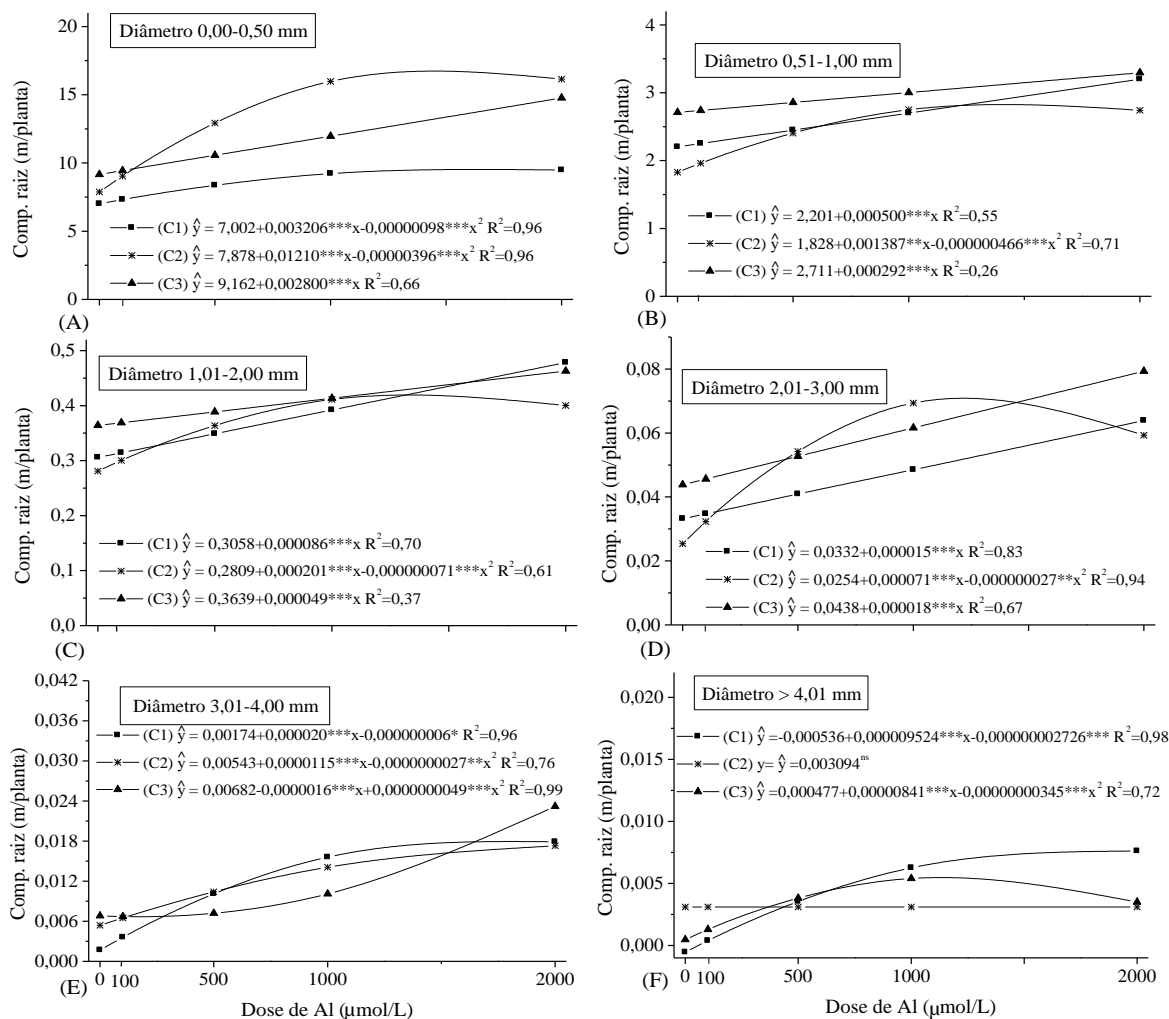 Diâmetro 0,00-0,50 mm
Comp. raiz (m/planta)
20
15
10
5
0
(C1) ŷ = 7,002+0,003206***x-0,00000098***x² R²=0,96
(C2) ŷ = 7,878+0,01210***x-0,00000396***x² R²=0,96
(C3) ŷ = 9,162+0,002800***x R²=0,66
(A)
Diâmetro 0,51-1,00 mm
Comp. raiz (m/planta)
4
3
2
1
0
(C1) ŷ = 2,201+0,000500***x R²=0,55
(C2) ŷ = 1,828+0,001387**x-0,000000466***x² R²=0,71
(C3) ŷ = 2,711+0,000292***x R²=0,26
(B)
Diâmetro 1,01-2,00 mm
Comp. raiz (m/planta)
0,5
0,4
0,3
0,2
0,1
0,0
(C1) ŷ = 0,3058+0,000086***x R²=0,70
(C2) ŷ = 0,2809+0,000201***x-0,000000071***x² R²=0,61
(C3) ŷ = 0,3639+0,000049***x R²=0,37
(C)
Diâmetro 2,01-3,00 mm
Comp. raiz (m/planta)
0,08
0,06
0,04
0,02
0,00
(C1) ŷ = 0,0332+0,000015***x R²=0,83
(C2) ŷ = 0,0254+0,000071***x-0,000000027**x² R²=0,94
(C3) ŷ = 0,0438+0,000018***x R²=0,67
(D)
Diâmetro 3,01-4,00 mm
Comp. raiz (m/planta)
0,042
0,036
0,030
0,024
0,018
0,012
0,006
0,000
(C1) ŷ = 0,00174+0,000020***x-0,000000006* R²=0,96
(C2) ŷ = 0,00543+0,0000115***x-0,0000000027**x² R²=0,76
(C3) ŷ = 0,00682-0,0000016***x+0,0000000049***x² R²=0,99
(E)
0 100 500 1000 2000
Dose de Al (µmol/L)
Diâmetro > 4,01 mm
Comp. raiz (m/planta)
0,020
0,015
0,010
0,005
0,000
(C1) ŷ =-0,000536+0,000009524***x-0,000000002726*** R²=0,98
(C2) y= ŷ =0,003094ⁿˢ
(C3) ŷ =0,000477+0,00000841***x-0,00000000345***x² R²=0,72
(F)
0 100 500 1000 2000
Dose de Al (µmol/L)